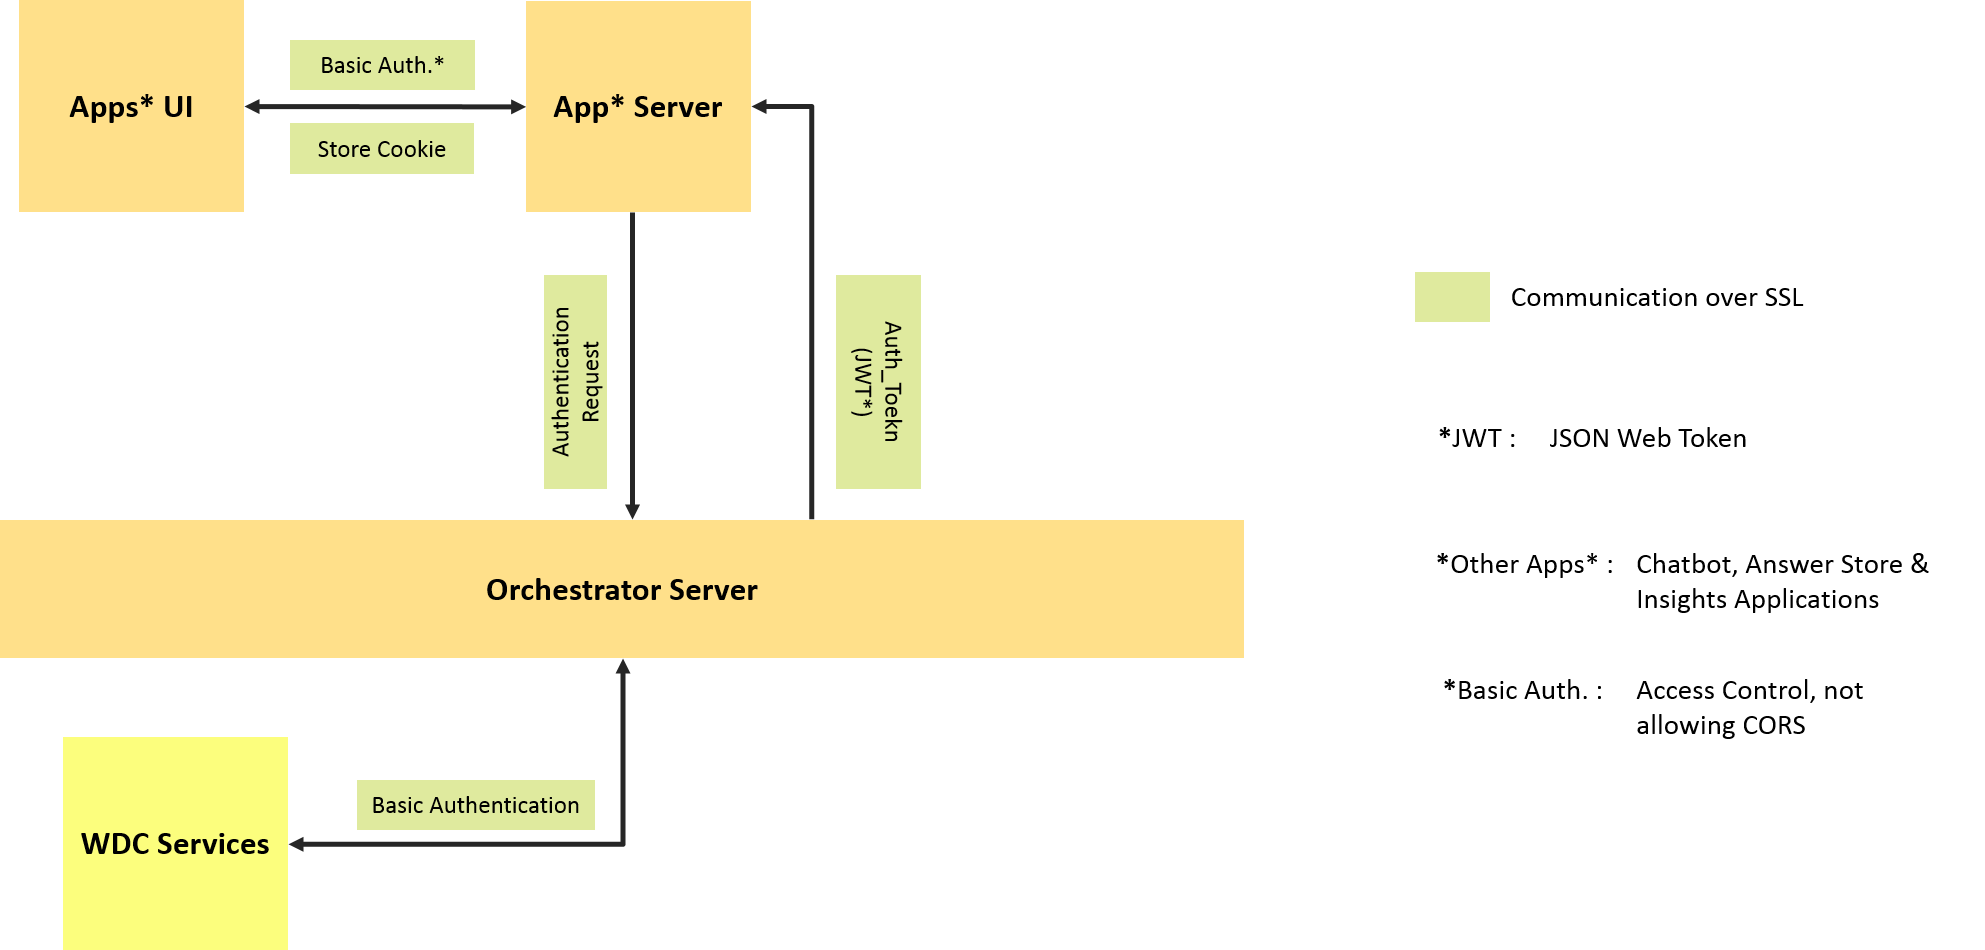 Basic Auth.*
Apps* UI
App* Server
Store Cookie
Authentication
Request
Auth_Toekn
(JWT*)
Communication over SSL
*JWT : JSON Web Token
Orchestrator Server
*Other Apps* : Chatbot, Answer Store &
Insights Applications
*Basic Auth. : Access Control, not
allowing CORS
Basic Authentication
WDC Services